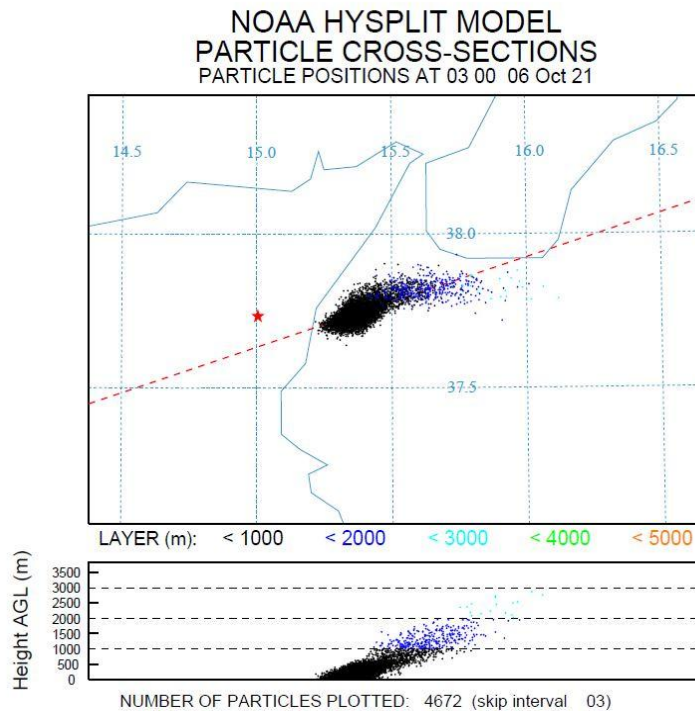 NOAA HYSPLIT MODEL
PARTICLE CROSS-SECTIONS
PARTICLE POSITIONS AT 03 00 06 Oct 21
14.5 15.0 15.5 16.0 16.5
38.0
37.5
LAYER (m): < 1000 < 2000 < 3000 < 4000 < 5000
Height AGL (m)
3500
3000
2500
2000
1500
1000
500
0
NUMBER OF PARTICLES PLOTTED: 4672 (skip interval 03)